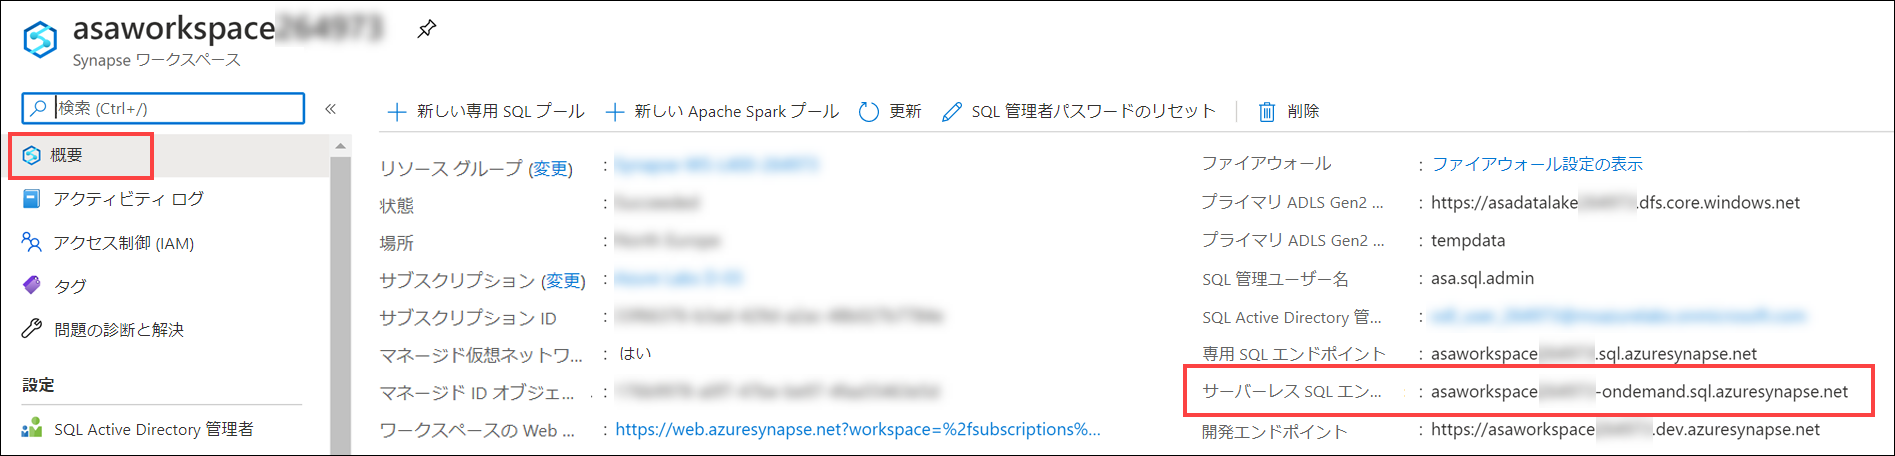 asaworkspace
Synapse ワークスペース
検索 (Ctrl+/)
«
概要
アクティビティ ログ
アクセス制御 (IAM)
タグ
問題の診断と解決
設定
SQL Active Directory 管理者
新しい専用 SQL プール
新しい Apache Spark プール
更新
SQL 管理者パスワードのリセット
削除
リソース グループ (変更) :
状態 :
場所 :
サブスクリプション (変更) :
サブスクリプション ID :
マネージド仮想ネットワ... : はい
マネージド ID オブジェ... :
ワークスペースの Web ... : https://web.azuresynapse.net?workspace=%2fsubscriptions%...
ファイアウォール : ファイアウォール設定の表示
プライマリ ADLS Gen2 ... : https://asadatalake .dfs.core.windows.net
プライマリ ADLS Gen2 ... : tempdata
SQL 管理ユーザー名 : asa.sql.admin
SQL Active Directory 管... :
専用 SQL エンドポイント : asaworkspace .sql.azuresynapse.net
サーバーレス SQL エン... : asaworkspace -ondemand.sql.azuresynapse.net
開発エンドポイント : https://asaworkspace .dev.azuresynapse.net